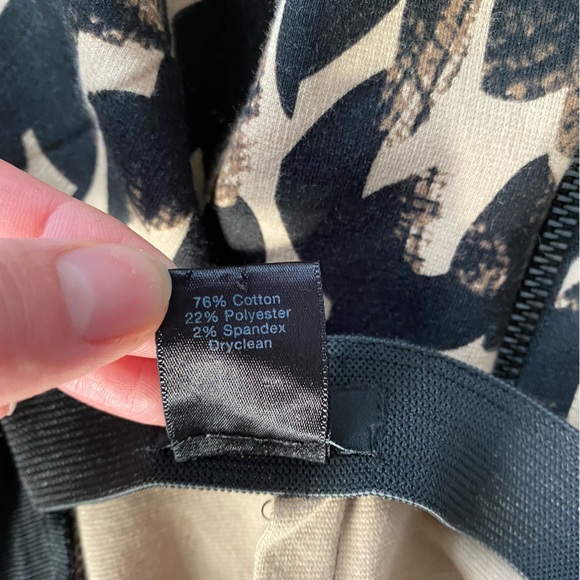 76% Cotton
22% Polyester
2% Spandex
Dryclean